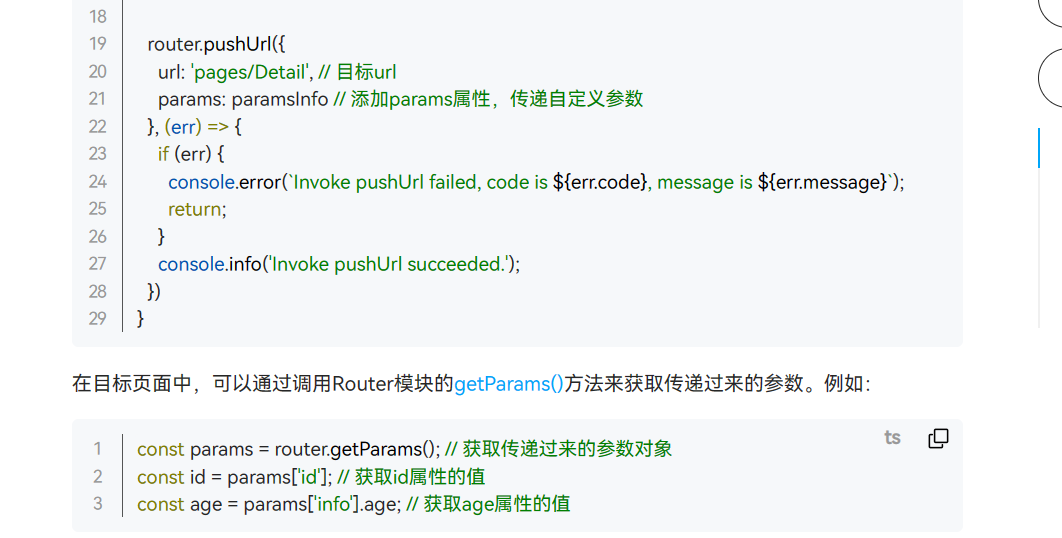 18
19 router.pushUrl({
20 url: 'pages/Detail', // 目标url
21 params: paramsInfo // 添加params属性，传递自定义参数
22 }, (err) => {
23 if (err) {
24 console.error(`Invoke pushUrl failed, code is ${err.code}, message is ${err.message}`);
25 return;
26 }
27 console.info('Invoke pushUrl succeeded.');
28 })
29 }
在目标页面中，可以通过调用Router模块的getParams()方法来获取传递过来的参数。例如：
ts
1 const params = router.getParams(); // 获取传递过来的参数对象
2 const id = params['id']; // 获取id属性的值
3 const age = params['info'].age; // 获取age属性的值